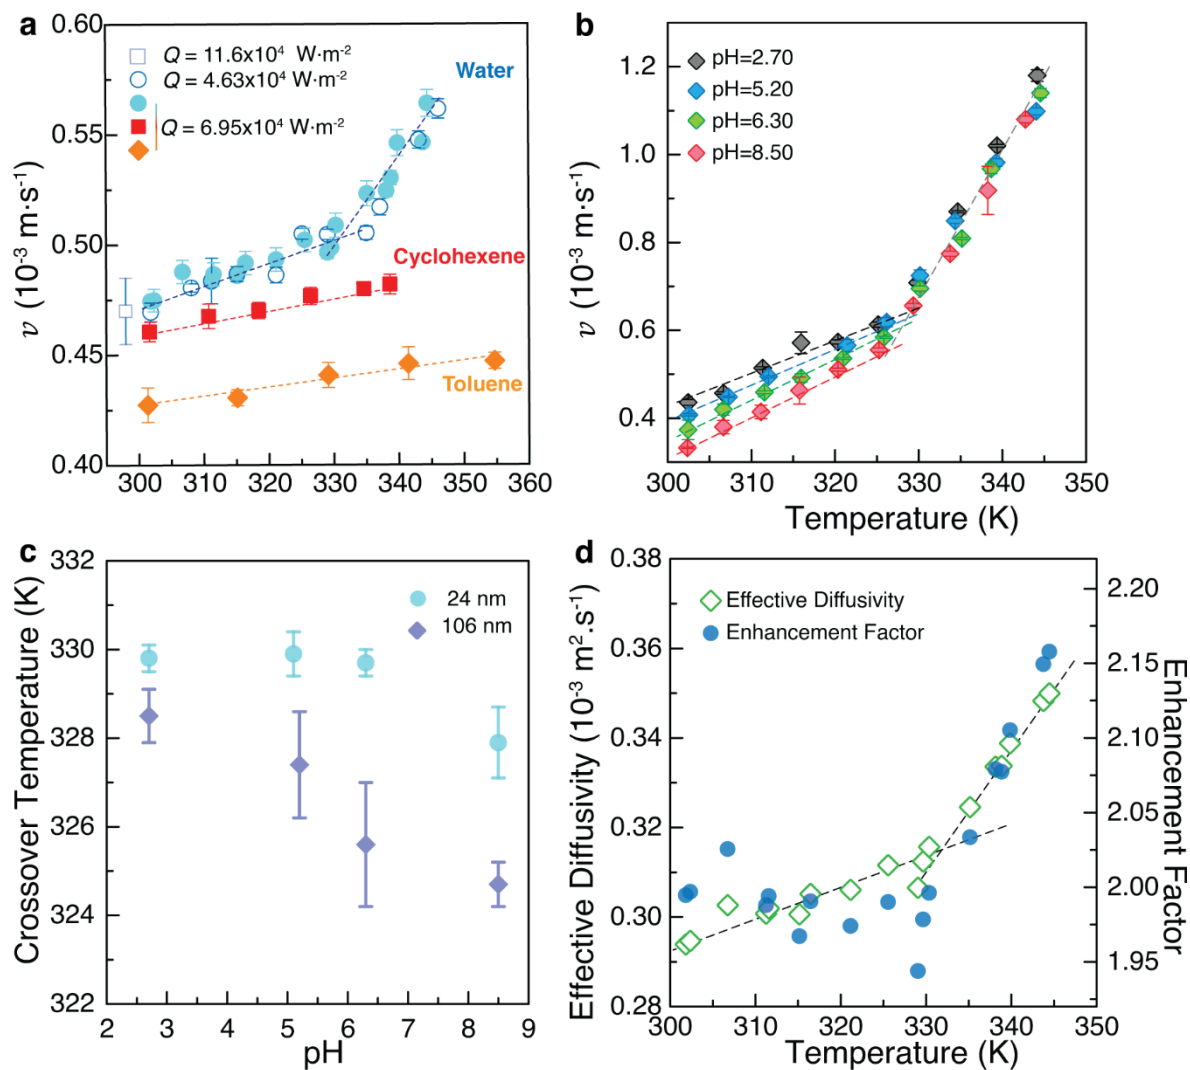 a
0.60
0.55
0.50
0.45
0.40
v (10⁻³ m·s⁻¹)
Q = 11.6x10⁴ W·m⁻²
Q = 4.63x10⁴ W·m⁻²
Q = 6.95x10⁴ W·m⁻²
Water
Cyclohexene
Toluene
300 310 320 330 340 350 360
b
1.2
1.0
0.8
0.6
0.4
v (10⁻³ m·s⁻¹)
pH=2.70
pH=5.20
pH=6.30
pH=8.50
300 310 320 330 340 350
Temperature (K)
c
332
330
328
326
324
322
Crossover Temperature (K)
24 nm
106 nm
2 3 4 5 6 7 8 9
pH
d
0.38
0.36
0.34
0.32
0.30
0.28
Effective Diffusivity (10⁻³ m².s⁻¹)
Effective Diffusivity
Enhancement Factor
2.20
2.15
2.10
2.05
2.00
1.95
Enhancement Factor
300 310 320 330 340 350
Temperature (K)